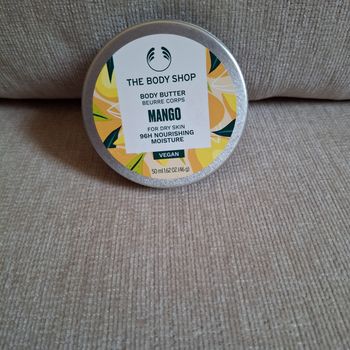 THE BODY SHOP
BODY BUTTER
BEURRE CORPS
MANGO
FOR DRY SKIN
96H NOURISHING
MOISTURE
VEGAN
50 ml 1.62 OZ (46 g)